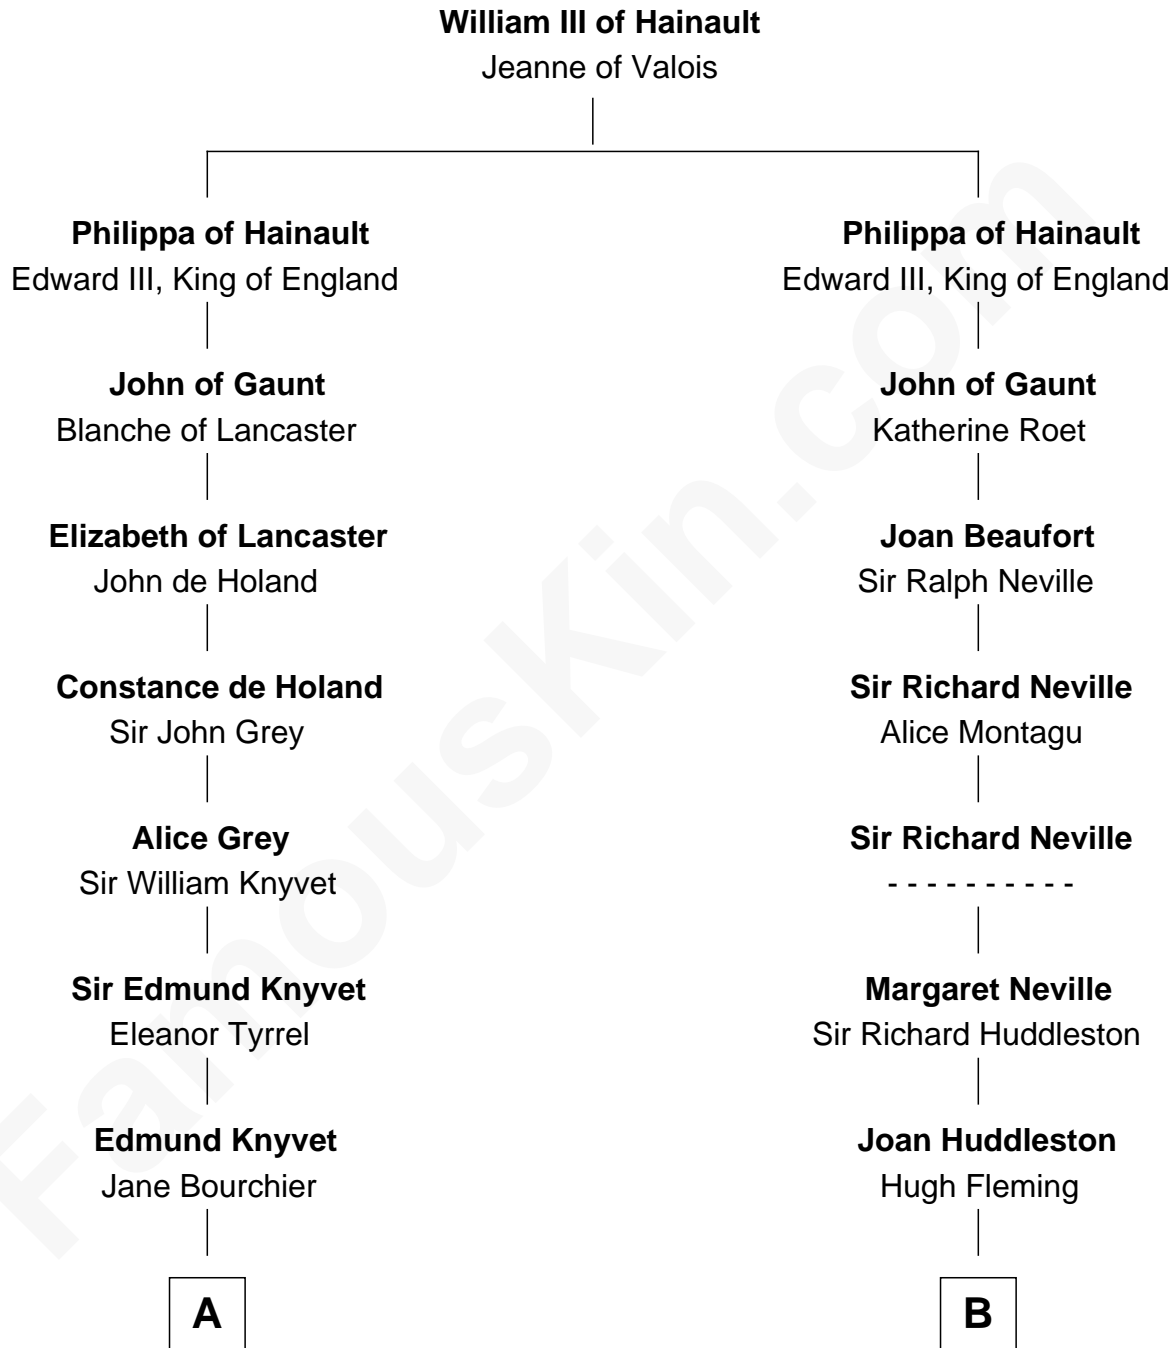 William III of Hainault
Jeanne of Valois
Philippa of Hainault
Edward III, King of England
John of Gaunt
Blanche of Lancaster
Elizabeth of Lancaster
John de Holand
Constance de Holand
Sir John Grey
Alice Grey
Sir William Knyvet
Sir Edmund Knyvet
Eleanor Tyrrel
Edmund Knyvet
Jane Bourchier
A
Philippa of Hainault
Edward III, King of England
John of Gaunt
Katherine Roet
Joan Beaufort
Sir Ralph Neville
Sir Richard Neville
Alice Montagu
Sir Richard Neville
- - - - - - - - - -
Margaret Neville
Sir Richard Huddleston
Joan Huddleston
Hugh Fleming
B
FamousKin.com